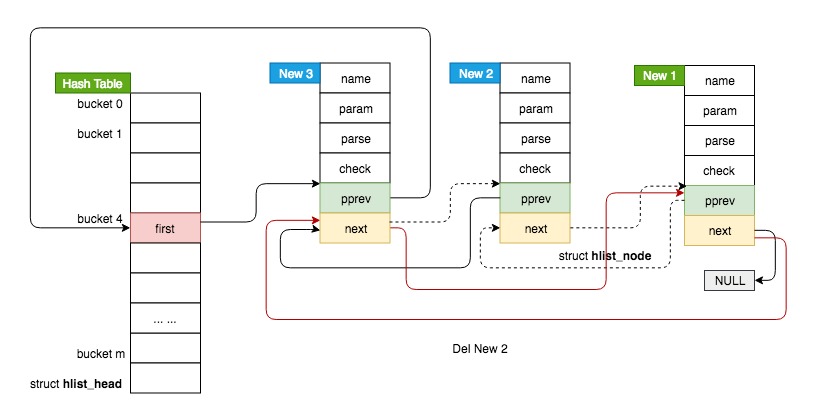 Hash Table
bucket 0
bucket 1
bucket 4
first
... ...
bucket m
struct hlist_head
New 3
name
param
parse
check
pprev
next
New 2
name
param
parse
check
pprev
next
struct hlist_node
New 1
name
param
parse
check
pprev
next
NULL
Del New 2